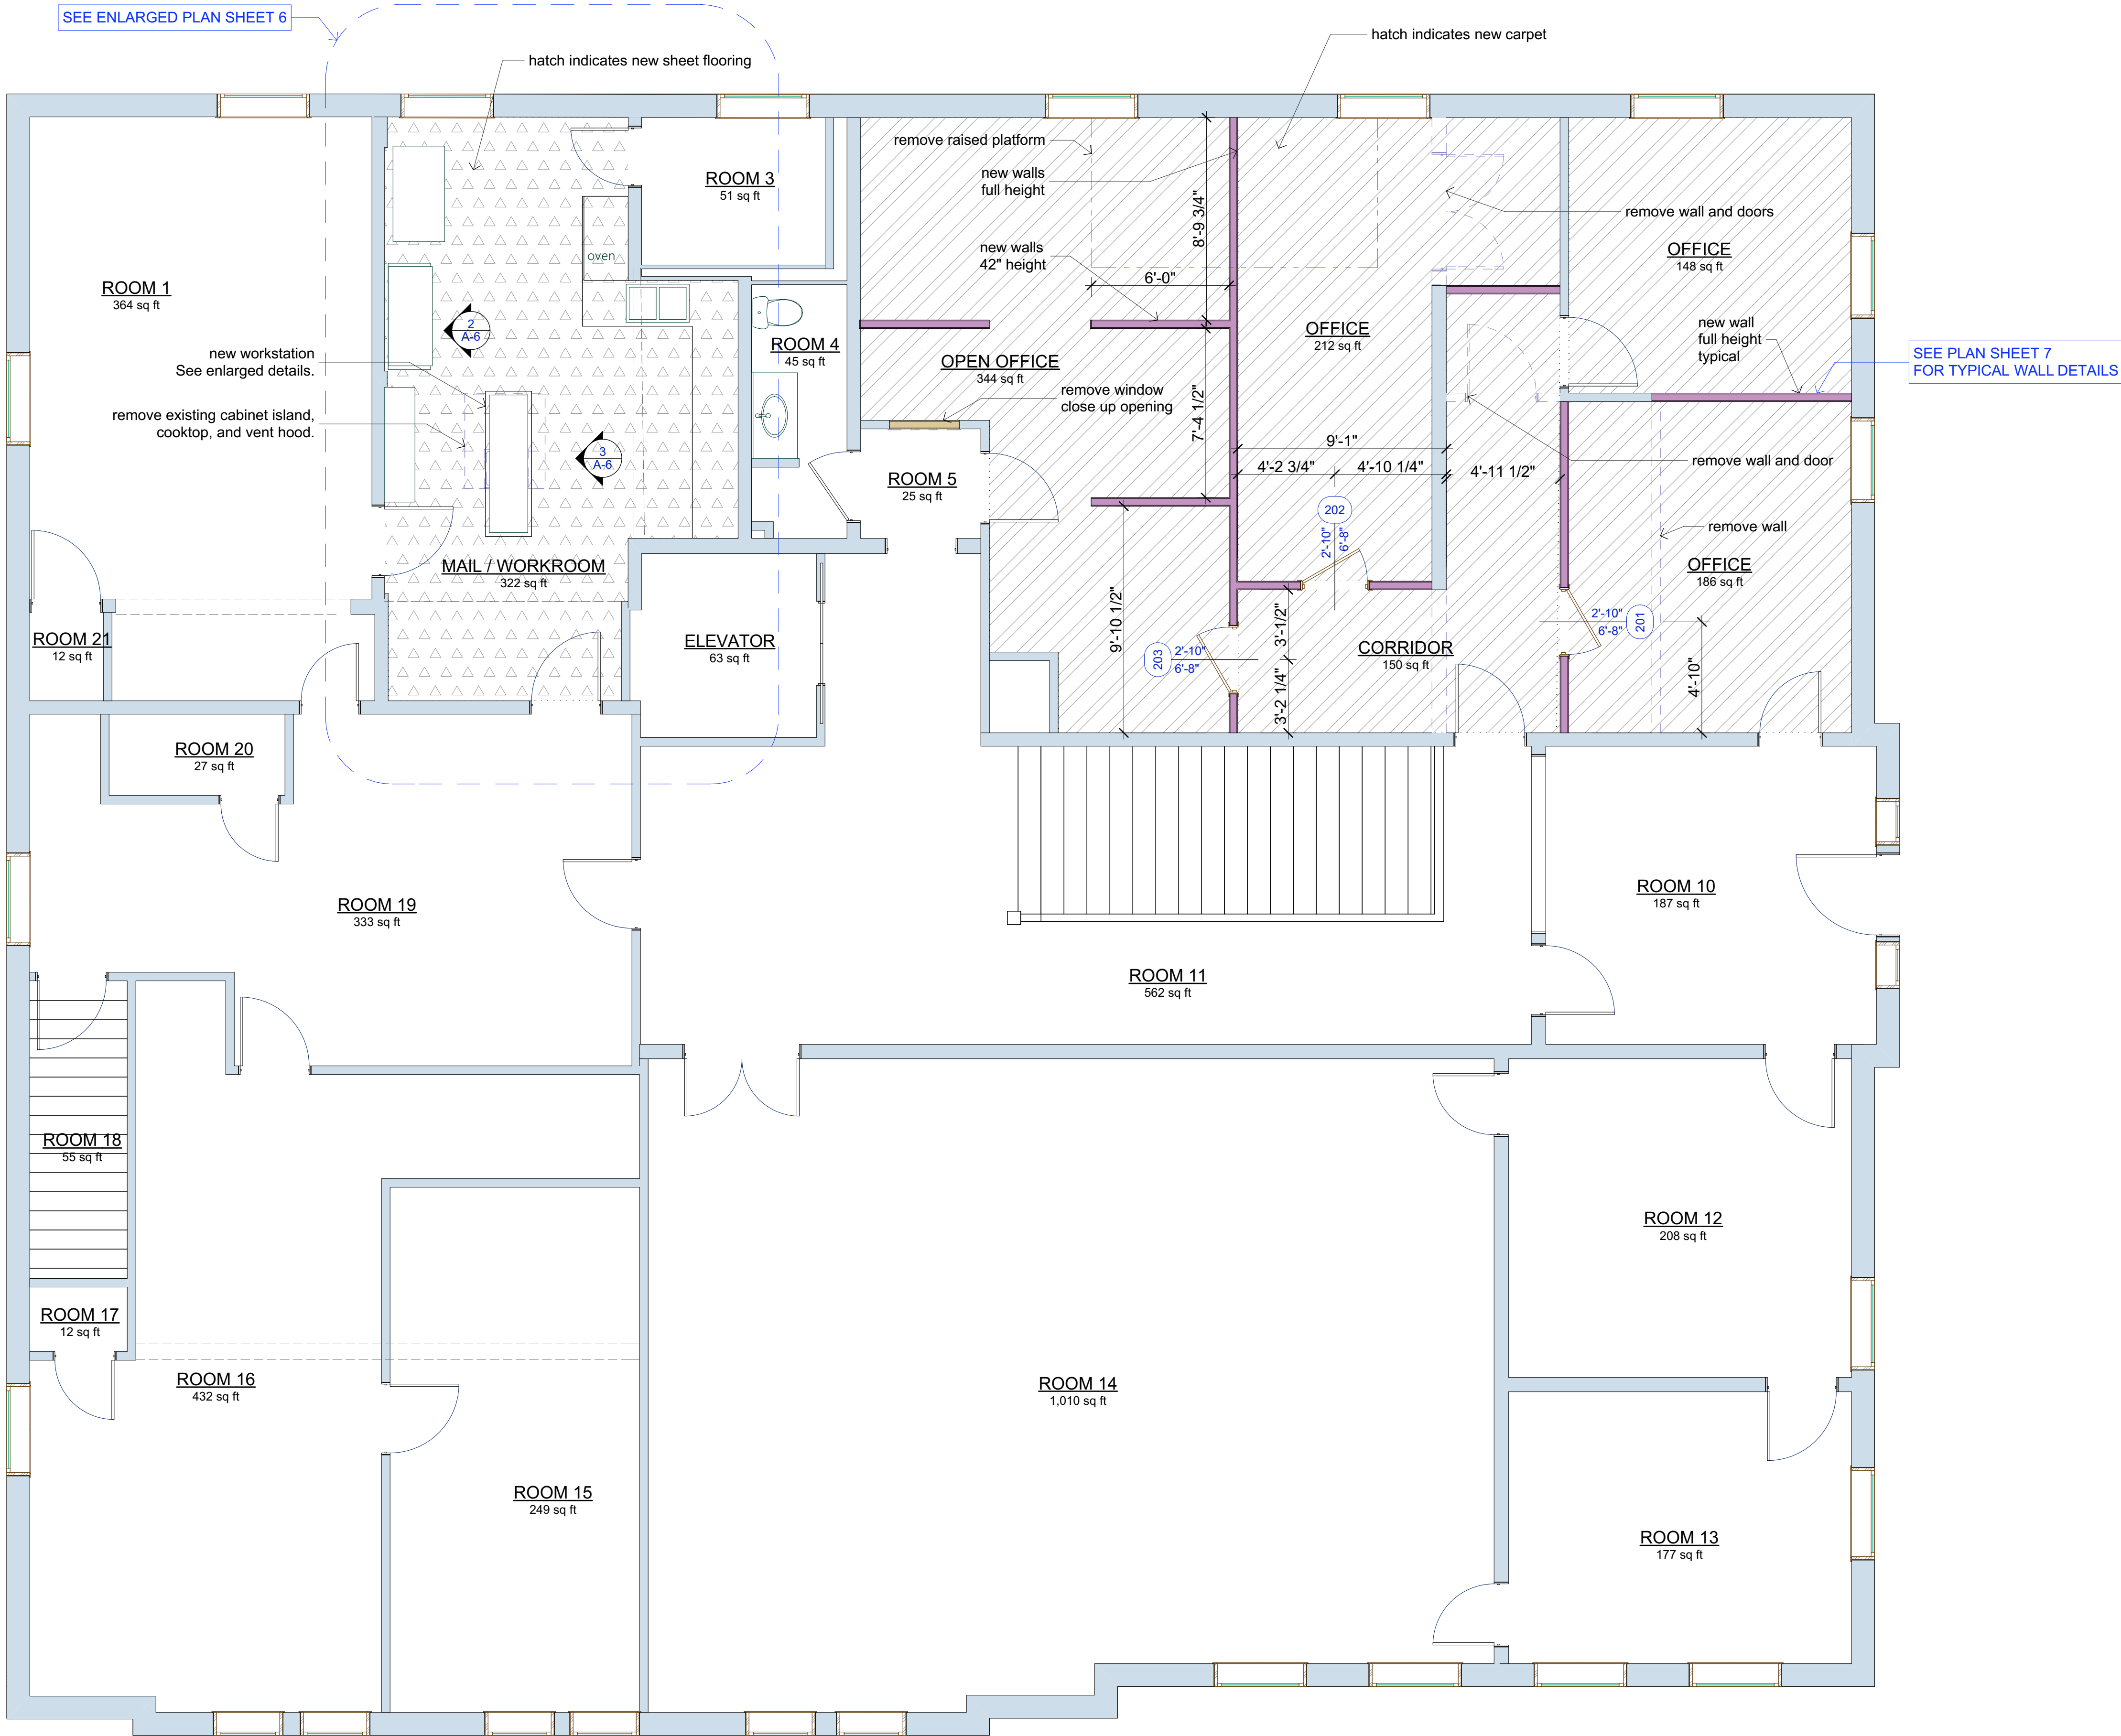 SEE ENLARGED PLAN SHEET 6
hatch indicates new sheet flooring
hatch indicates new carpet
remove raised platform
new walls
full height
new walls
42" height
ROOM 3
51 sq ft
8'-9 3/4"
6'-0"
remove wall and doors
OFFICE
148 sq ft
oven
ROOM 1
364 sq ft
2
A-6
ROOM 4
45 sq ft
OPEN OFFICE
344 sq ft
OFFICE
212 sq ft
new wall
full height
typical
SEE PLAN SHEET 7
FOR TYPICAL WALL DETAILS
new workstation
See enlarged details.
remove existing cabinet island,
cooktop, and vent hood.
remove window
close up opening
7'-4 1/2"
3
A-6
9'-1"
4'-2 3/4"
4'-10 1/4"
4'-11 1/2"
remove wall and door
ROOM 5
25 sq ft
202
2'-10"
6'-8"
remove wall
MAIL / WORKROOM
322 sq ft
OFFICE
186 sq ft
9'-10 1/2"
3'-1/2"
3'-2 1/4"
2'-10"
6'-8"
201
4'-10"
ROOM 21
12 sq ft
ELEVATOR
63 sq ft
203
2'-10"
6'-8"
CORRIDOR
150 sq ft
ROOM 20
27 sq ft
ROOM 19
333 sq ft
ROOM 10
187 sq ft
ROOM 11
562 sq ft
ROOM 18
55 sq ft
ROOM 12
208 sq ft
ROOM 17
12 sq ft
ROOM 16
432 sq ft
ROOM 14
1,010 sq ft
ROOM 15
249 sq ft
ROOM 13
177 sq ft